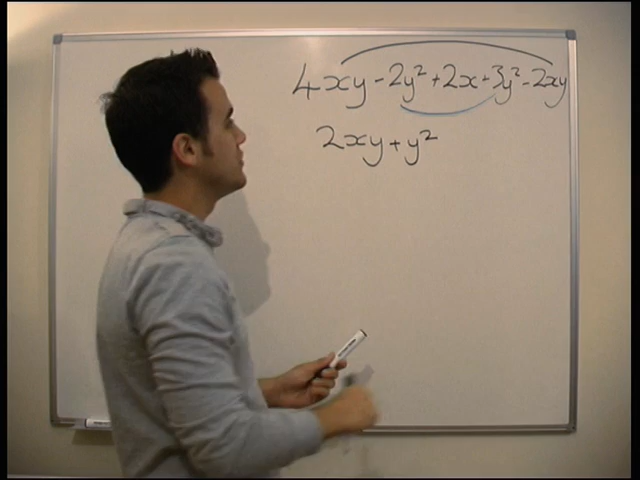 4xy - 2y² + 2x + 3y² - 2xy
2xy + y²